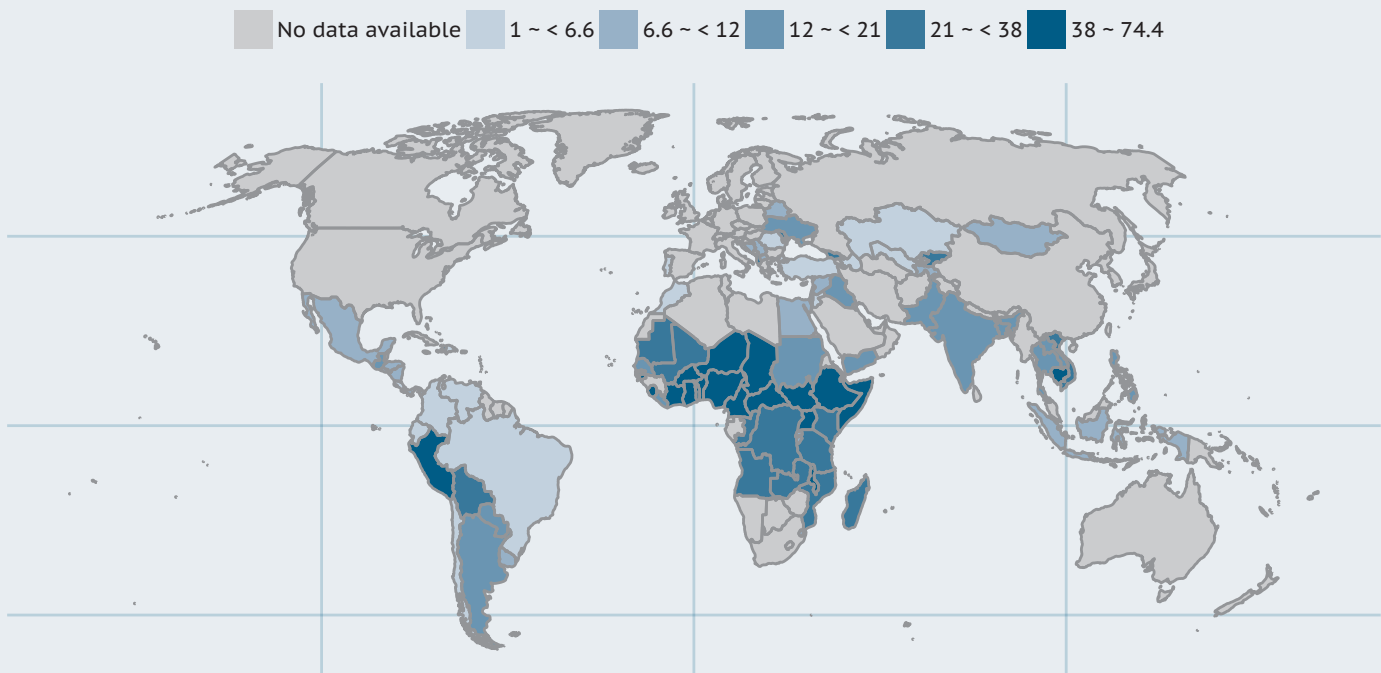 No data available 1 ~ < 6.6 6.6 ~ < 12 12 ~ < 21 21 ~ < 38 38 ~ 74.4